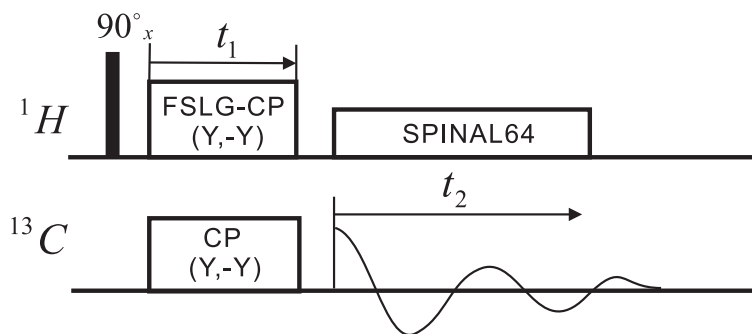 90°x
t1
1H
FSLG-CP
(Y,-Y)
SPINAL64
t2
13C
CP
(Y,-Y)